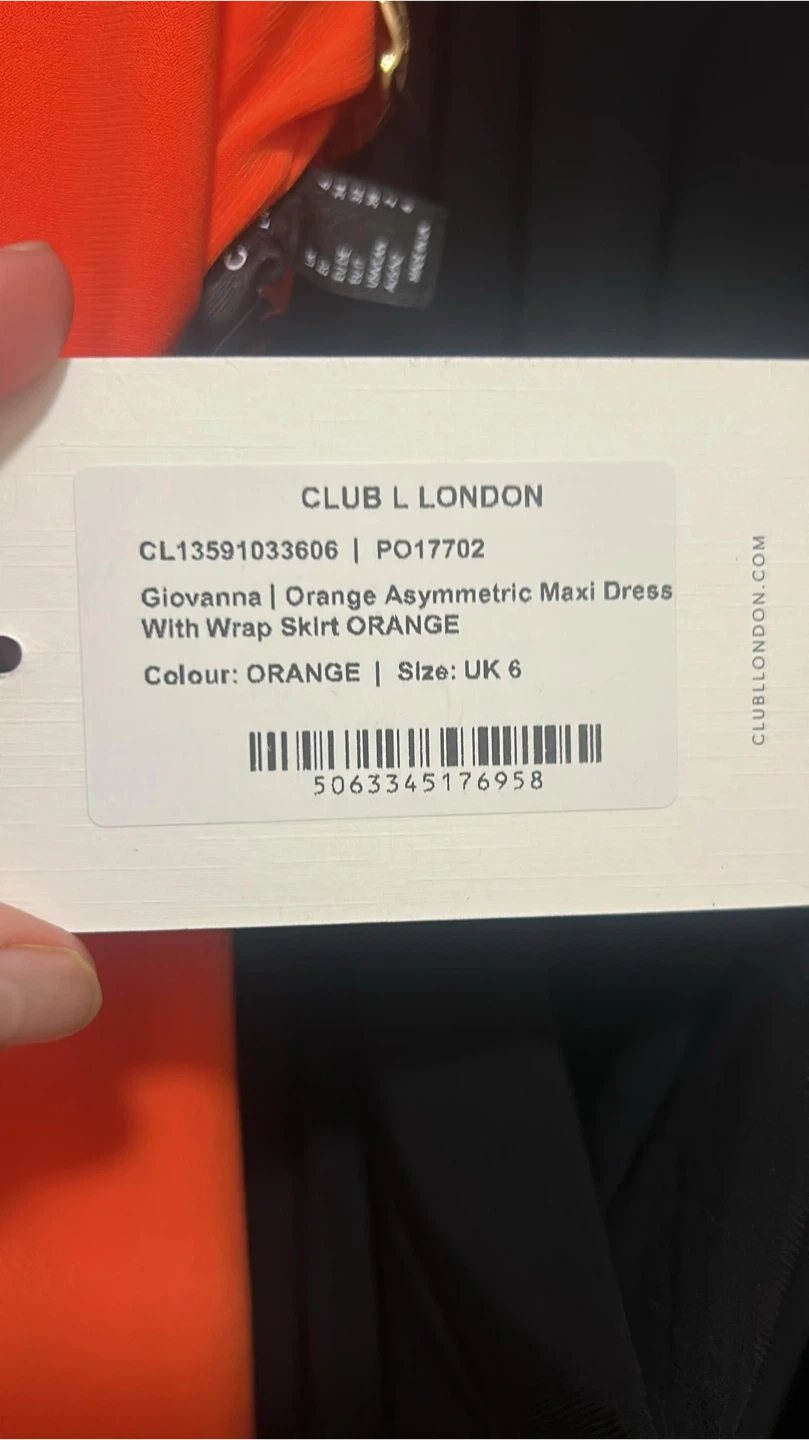 CLUB L LONDON
CL13591033606 | PO17702
Giovanna | Orange Asymmetric Maxi Dress
With Wrap Skirt ORANGE
Colour: ORANGE | Size: UK 6
5063345176958
CLUBLLONDON.COM